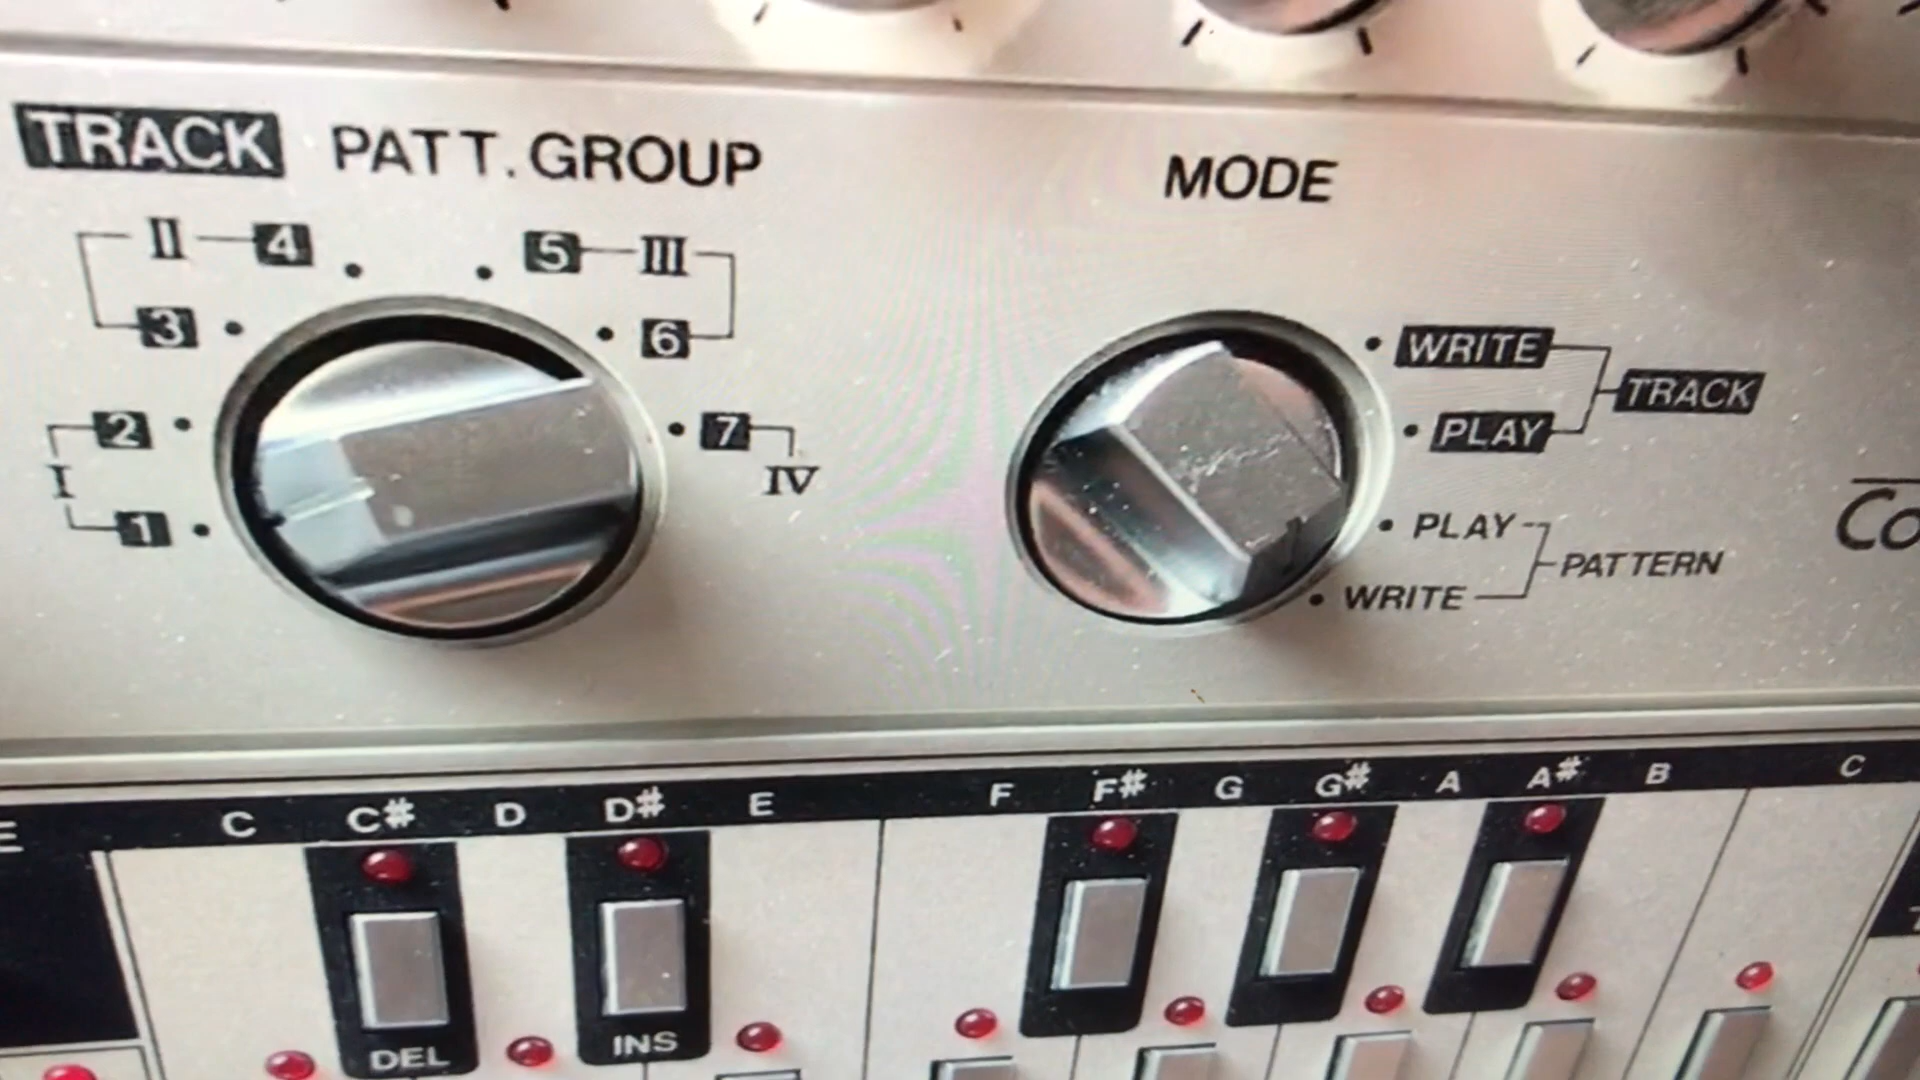 TRACK PATT. GROUP
MODE
II 4 5 III
3 6
WRITE
TRACK
2 7
PLAY
I IV
1
PLAY
PATTERN
WRITE
Co
C C# D D# E F F# G G# A A# B C
DEL INS